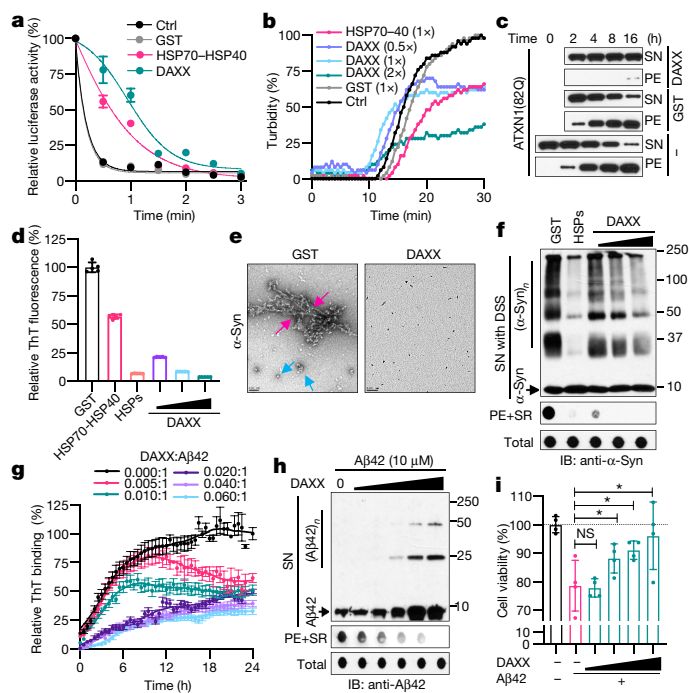 a
Relative luciferase activity (%)
100
75
50
25
0
0 1 2 3
Time (min)
Ctrl
GST
HSP70–HSP40
DAXX
b
Turbidity (%)
100
75
50
25
0
0 10 20 30
Time (min)
HSP70–40 (1×)
DAXX (0.5×)
DAXX (1×)
DAXX (2×)
GST (1×)
Ctrl
c
Time 0 2 4 8 16 (h)
ATXN1(82Q)
SN
PE
DAXX
SN
PE
GST
SN
PE
–
d
Relative ThT fluorescence (%)
125
100
75
50
25
0
GST
HSP70-HSP40
HSPs
DAXX
e
GST DAXX
α-Syn
f
GST
HSPs
DAXX
SN with DSS
(α-Syn)n
α-Syn
250
100
50
37
10
PE+SR
Total
IB: anti-α-Syn
g
DAXX:Aβ42
0.000:1 0.020:1
0.005:1 0.040:1
0.010:1 0.060:1
Relative ThT binding (%)
125
100
75
50
25
0
0 6 12 18 24
Time (h)
h
Aβ42 (10 μM)
DAXX 0
SN
(Aβ42)n
Aβ42
250
50
25
10
PE+SR
Total
IB: anti-Aβ42
i
Cell viability (%)
110
100
90
80
70
10
0
NS
*
*
*
DAXX – –
Aβ42 – +